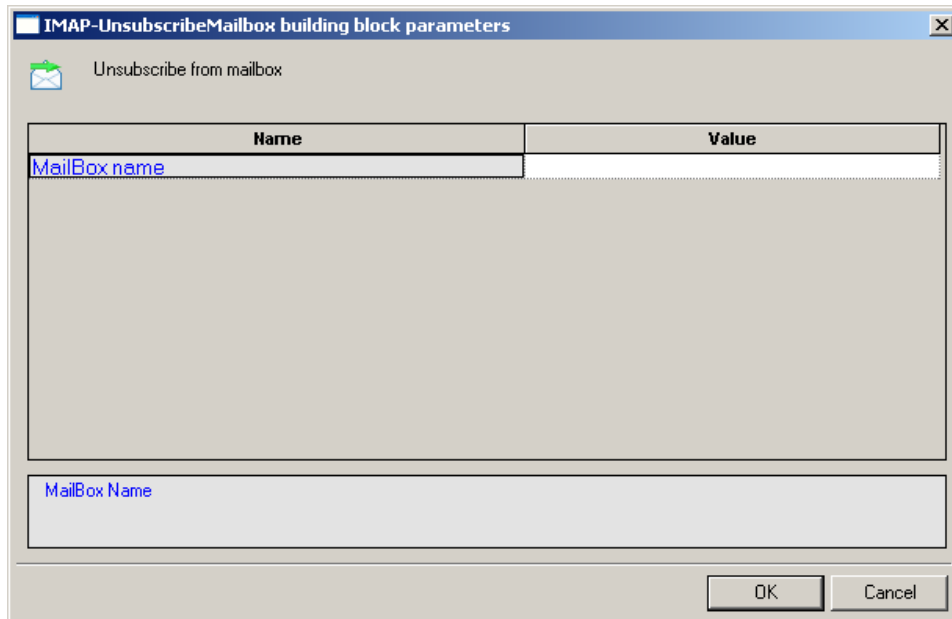 IMAP-UnsubscribeMailbox building block parameters
Unsubscribe from mailbox
Name Value
MailBox name
MailBox Name
OK Cancel